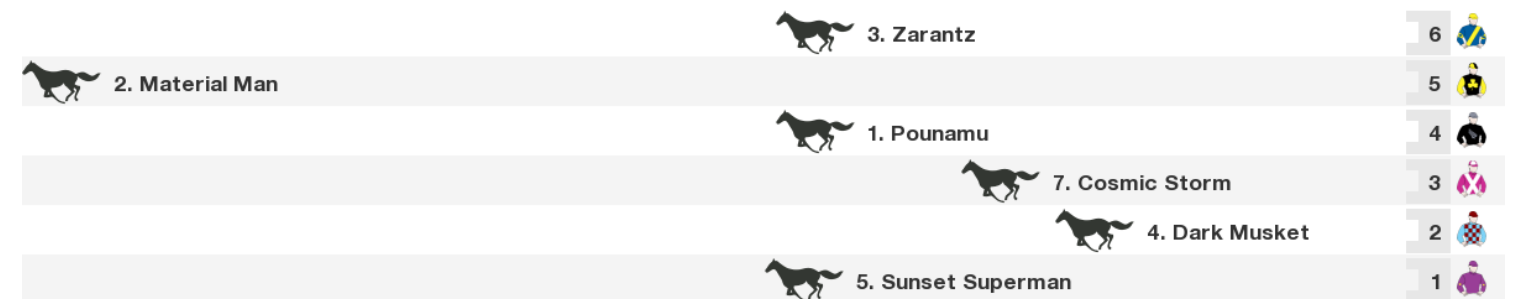 3. Zarantz 6
2. Material Man 5
1. Pounamu 4
7. Cosmic Storm 3
4. Dark Musket 2
5. Sunset Superman 1